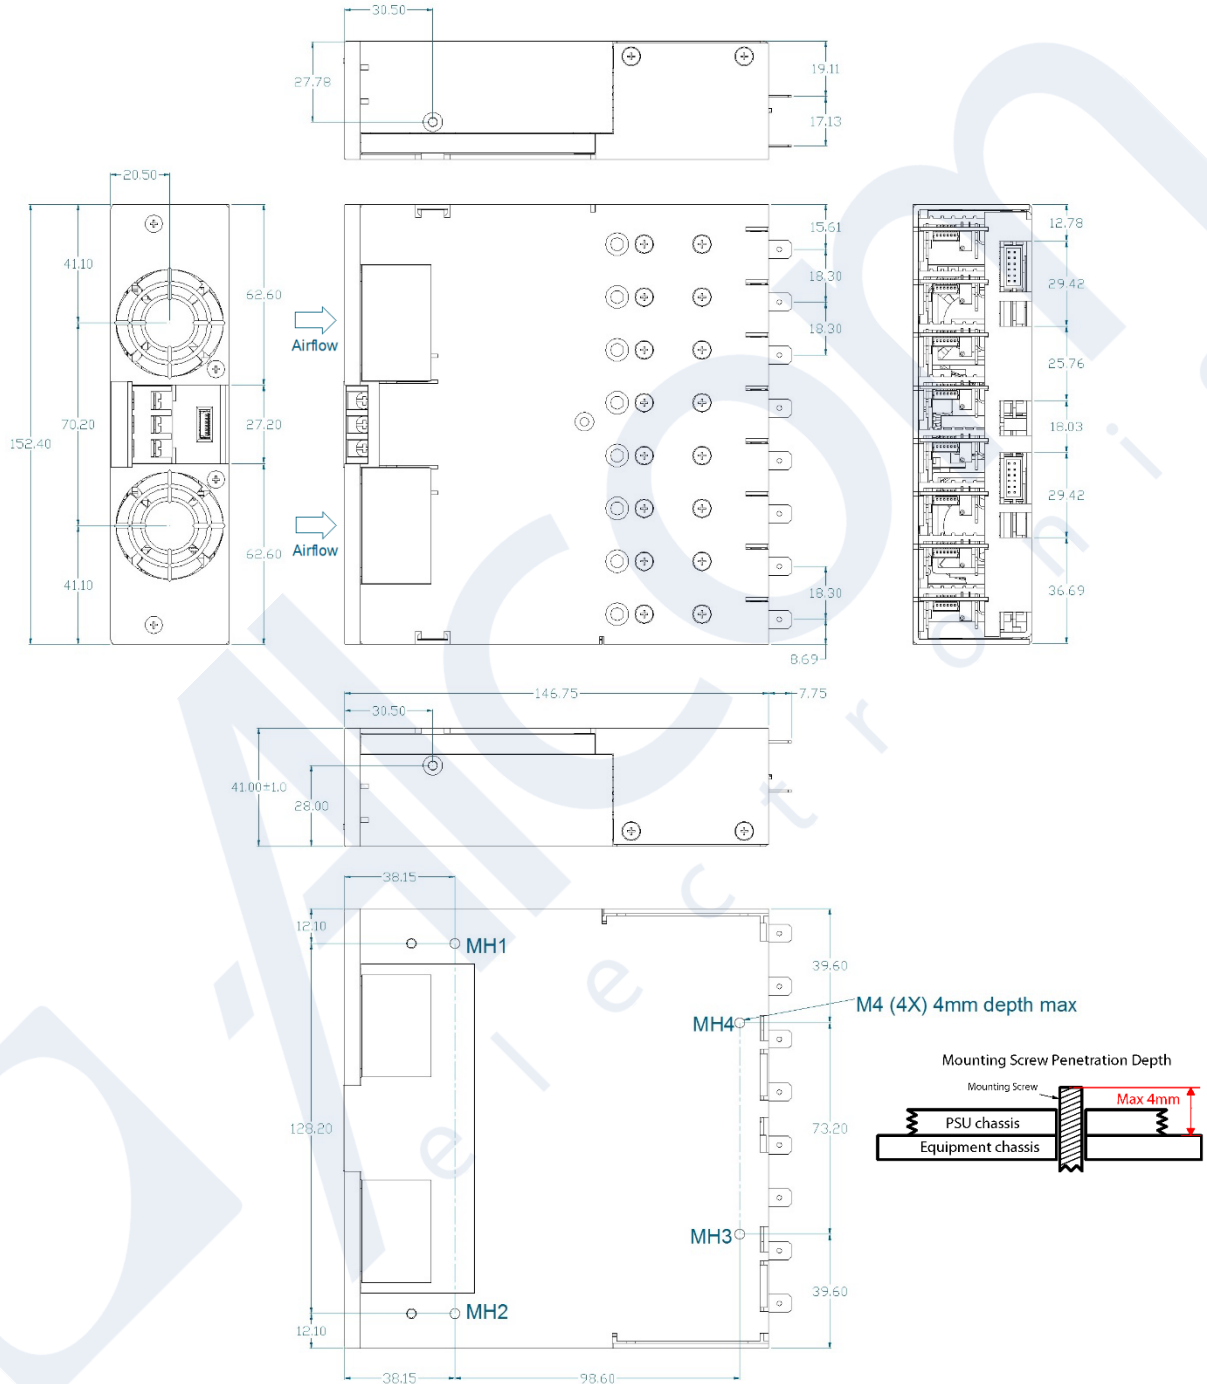 30.50
27.78
19.11
17.13
20.50
152.40
41.10
70.20
41.10
62.60
27.20
62.60
Airflow
Airflow
15.61
18.30
18.30
18.30
8.69
12.78
29.42
25.76
18.03
29.42
36.69
146.75
7.75
30.50
41.00±1.0
28.00
38.15
12.10
128.20
12.10
MH1
MH2
MH4
MH3
39.60
73.20
39.60
38.15
98.60
M4 (4X) 4mm depth max
Mounting Screw Penetration Depth
Mounting Screw
Max 4mm
PSU chassis
Equipment chassis
Alcom
electroni